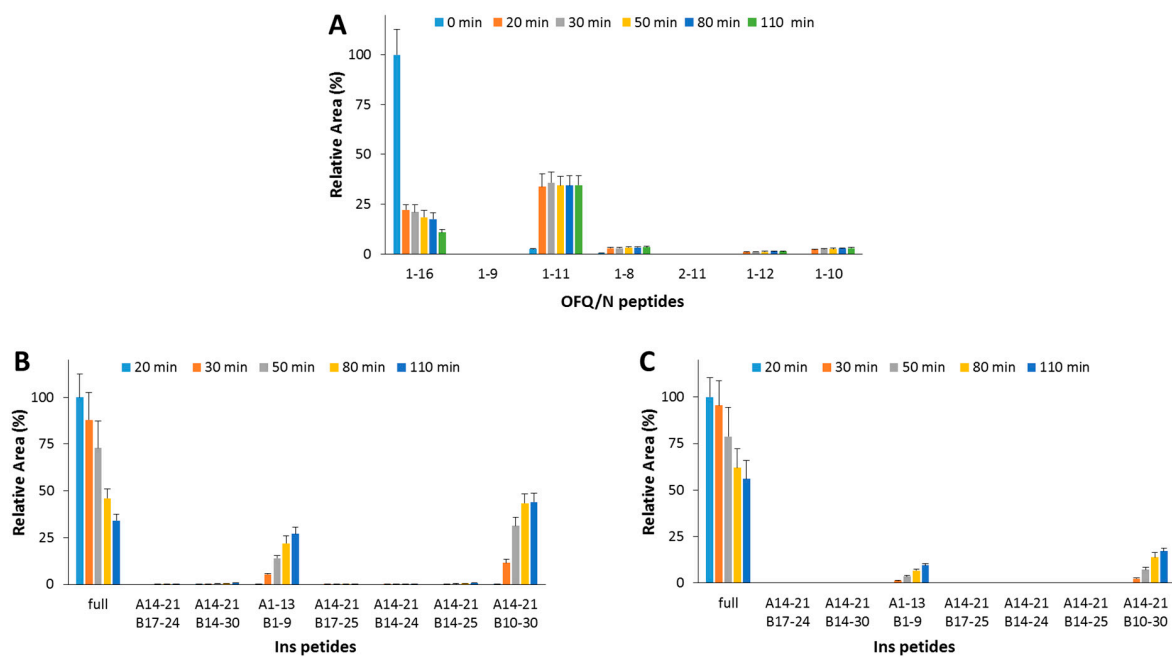 A
0 min 20 min 30 min 50 min 80 min 110 min
Relative Area (%)
100
75
50
25
0
1-16 1-9 1-11 1-8 2-11 1-12 1-10
OFQ/N peptides
B
20 min 30 min 50 min 80 min 110 min
Relative Area (%)
100
75
50
25
0
full A14-21 A14-21 A1-13 A14-21 A14-21 A14-21 A14-21
B17-24 B14-30 B1-9 B17-25 B14-24 B14-25 B10-30
Ins petides
C
20 min 30 min 50 min 80 min 110 min
Relative Area (%)
100
75
50
25
0
full A14-21 A14-21 A1-13 A14-21 A14-21 A14-21 A14-21
B17-24 B14-30 B1-9 B17-25 B14-24 B14-25 B10-30
Ins petides